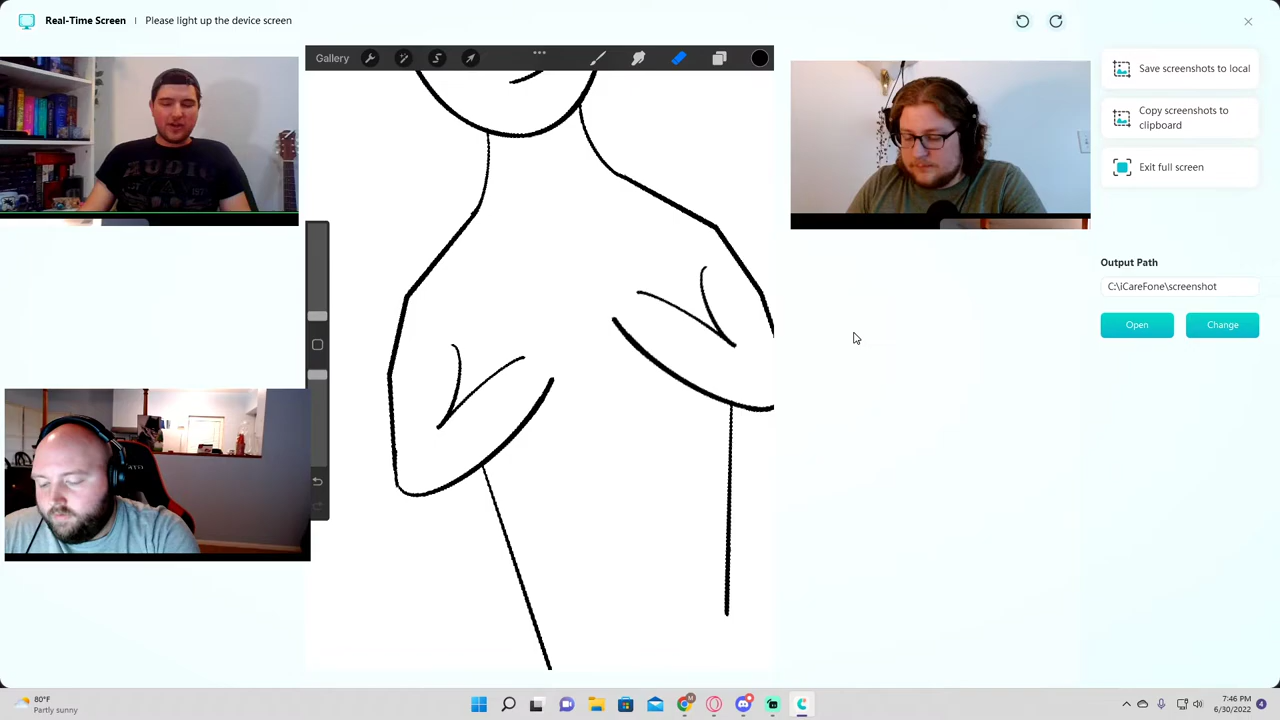 Real-Time Screen
Please light up the device screen
Gallery
Save screenshots to local
Copy screenshots to
clipboard
Exit full screen
Output Path
C:\iCareFone\screenshot
Open
Change
80°F
Partly sunny
7:46 PM
6/30/2022
4